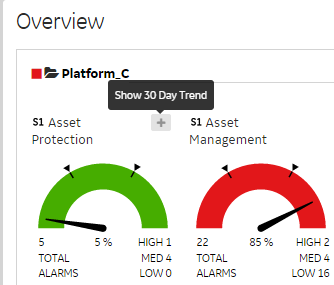 Overview
Platform_C
Show 30 Day Trend
S1 Asset
Protection
+
S1 Asset
Management
5 5 % HIGH 1
TOTAL MED 4
ALARMS LOW 0
22 85 % HIGH 2
TOTAL MED 4
ALARMS LOW 16